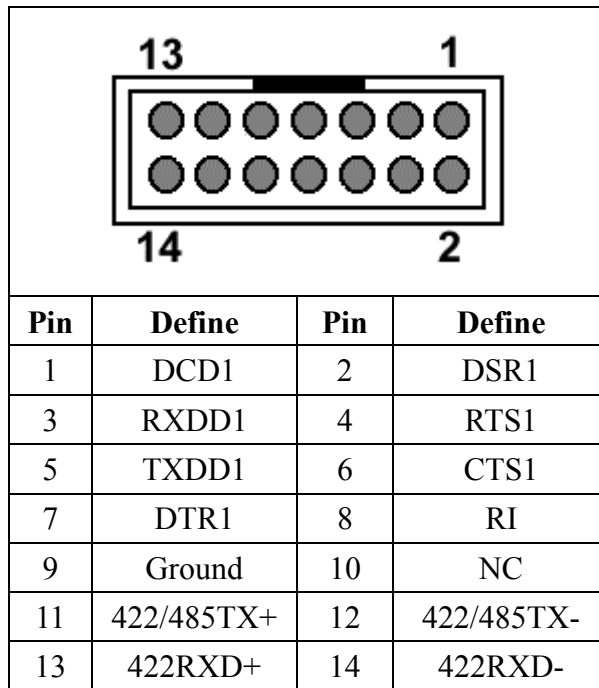 13 1
14 2
Pin Define Pin Define
1 DCD1 2 DSR1
3 RXDD1 4 RTS1
5 TXDD1 6 CTS1
7 DTR1 8 RI
9 Ground 10 NC
11 422/485TX+ 12 422/485TX-
13 422RXD+ 14 422RXD-